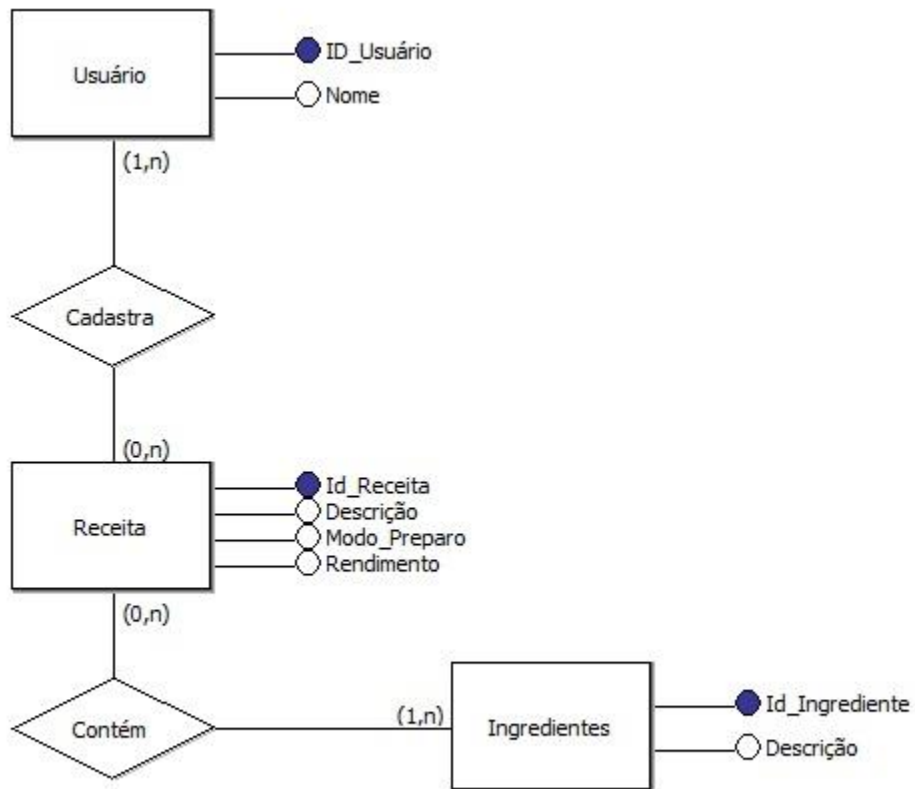 Usuário
ID_Usuário
Nome
(1,n)
Cadastra
(0,n)
Receita
Id_Receita
Descrição
Modo_Preparo
Rendimento
(0,n)
Contém
(1,n)
Ingredientes
Id_Ingrediente
Descrição